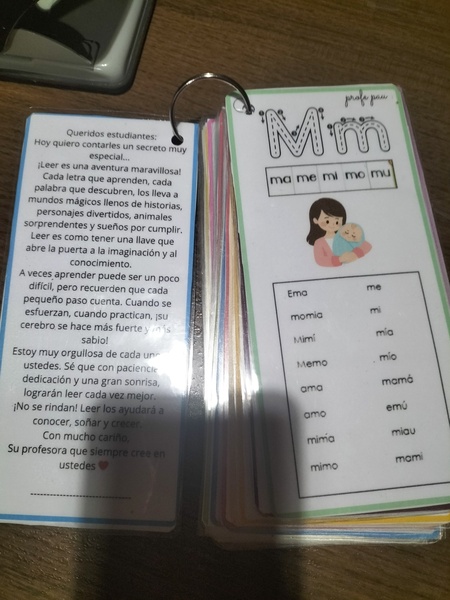 Queridos estudiantes:
Hoy quiero contarles un secreto muy
especial...
¡Leer es una aventura maravillosa!
Cada letra que aprenden, cada
palabra que descubren, los lleva a
mundos mágicos llenos de historias,
personajes divertidos, animales
sorprendentes y sueños por cumplir.
Leer es como tener una llave que
abre la puerta a la imaginación y al
conocimiento.
A veces aprender puede ser un poco
difícil, pero recuerden que cada
pequeño paso cuenta. Cuando se
esfuerzan, cuando practican, ¡su
cerebro se hace más fuerte y más
sabio!
Estoy muy orgullosa de cada uno
ustedes. Sé que con paciencia,
dedicación y una gran sonrisa,
lograrán leer cada vez mejor.
¡No se rindan! Leer los ayudará a
conocer, soñar y crecer.
Con mucho cariño.
Su profesora que siempre cree en
ustedes ❤
profe pau
Mm
ma me mi mo mu
Ema me
momia mi
Mimí mía
Memo mío
ama mamá
amo emú
mimía miau
mimo mami